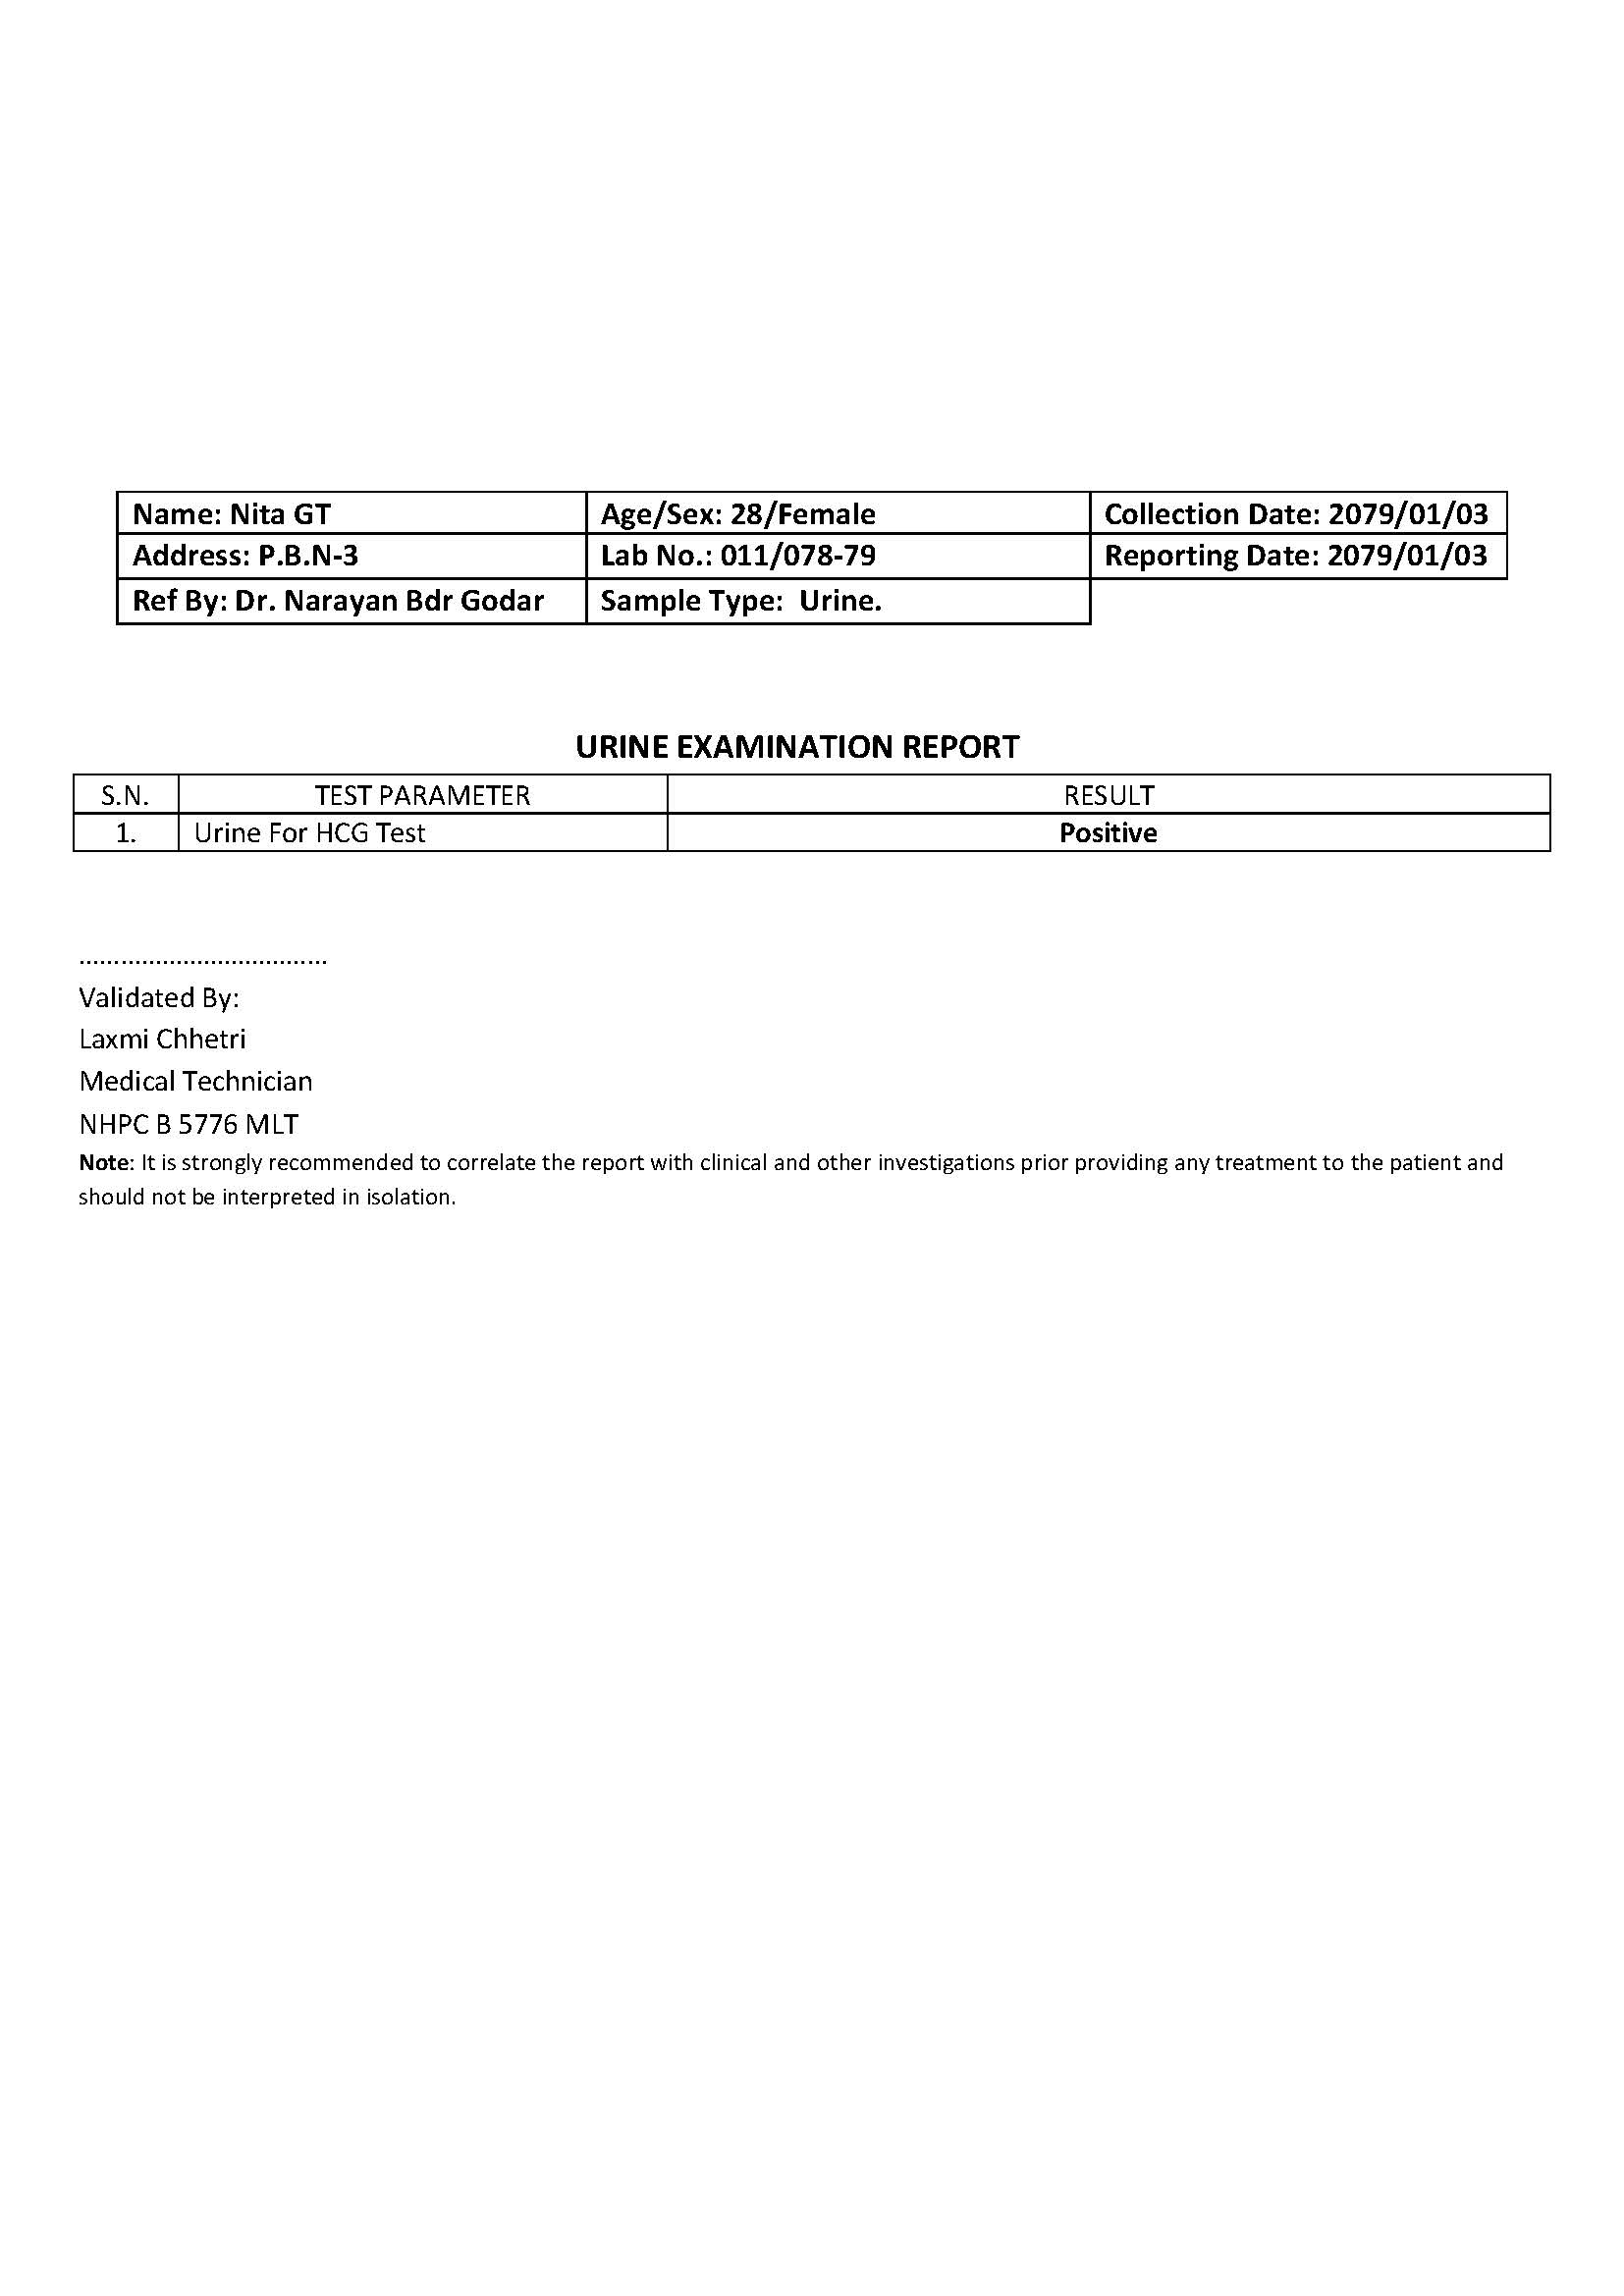 Name: Nita GT Age/Sex: 28/Female Collection Date: 2079/01/03
Address: P.B.N-3 Lab No.: 011/078-79 Reporting Date: 2079/01/03
Ref By: Dr. Narayan Bdr Godar Sample Type: Urine.
URINE EXAMINATION REPORT
S.N. TEST PARAMETER RESULT
1. Urine For HCG Test Positive
....................................
Validated By:
Laxmi Chhetri
Medical Technician
NHPC B 5776 MLT
Note: It is strongly recommended to correlate the report with clinical and other investigations prior providing any treatment to the patient and
should not be interpreted in isolation.